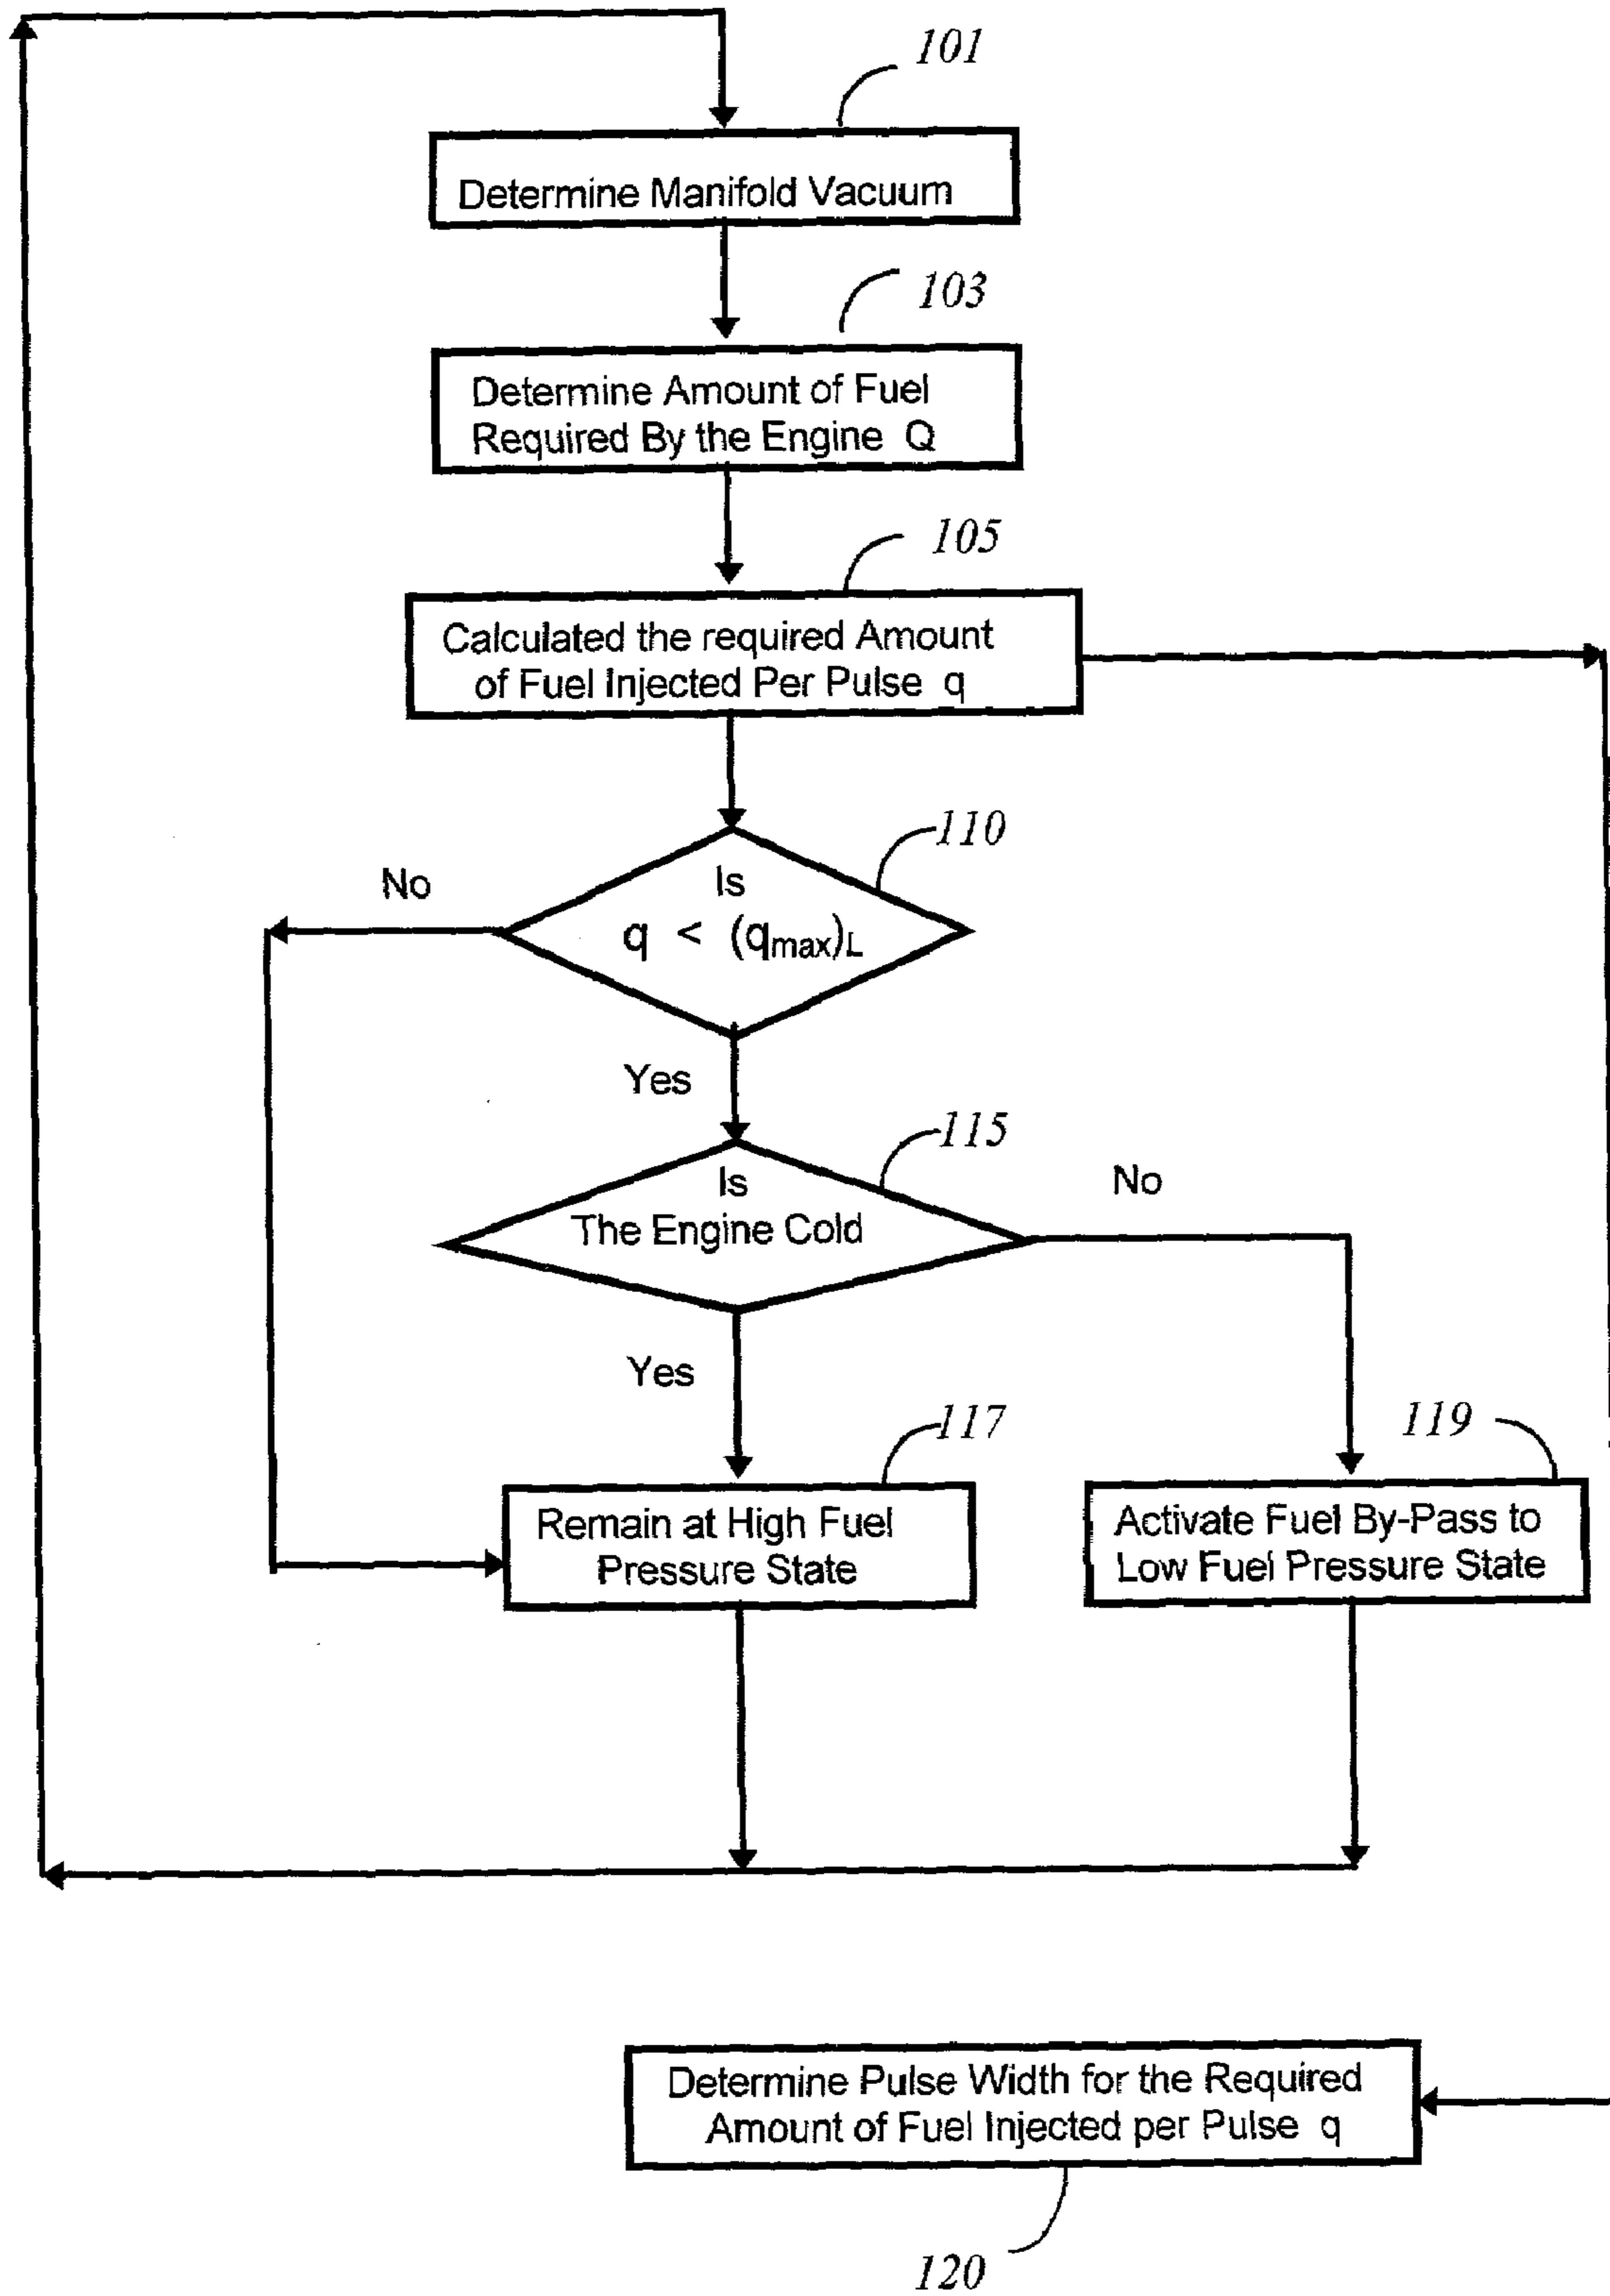 101
Determine Manifold Vacuum
103
Determine Amount of Fuel
Required By the Engine Q
105
Calculated the required Amount
of Fuel Injected Per Pulse q
110
No
Is
q < (qmax)L
Yes
115
Is
The Engine Cold
No
Yes
117
119
Remain at High Fuel
Pressure State
Activate Fuel By-Pass to
Low Fuel Pressure State
Determine Pulse Width for the Required
Amount of Fuel Injected per Pulse q
120